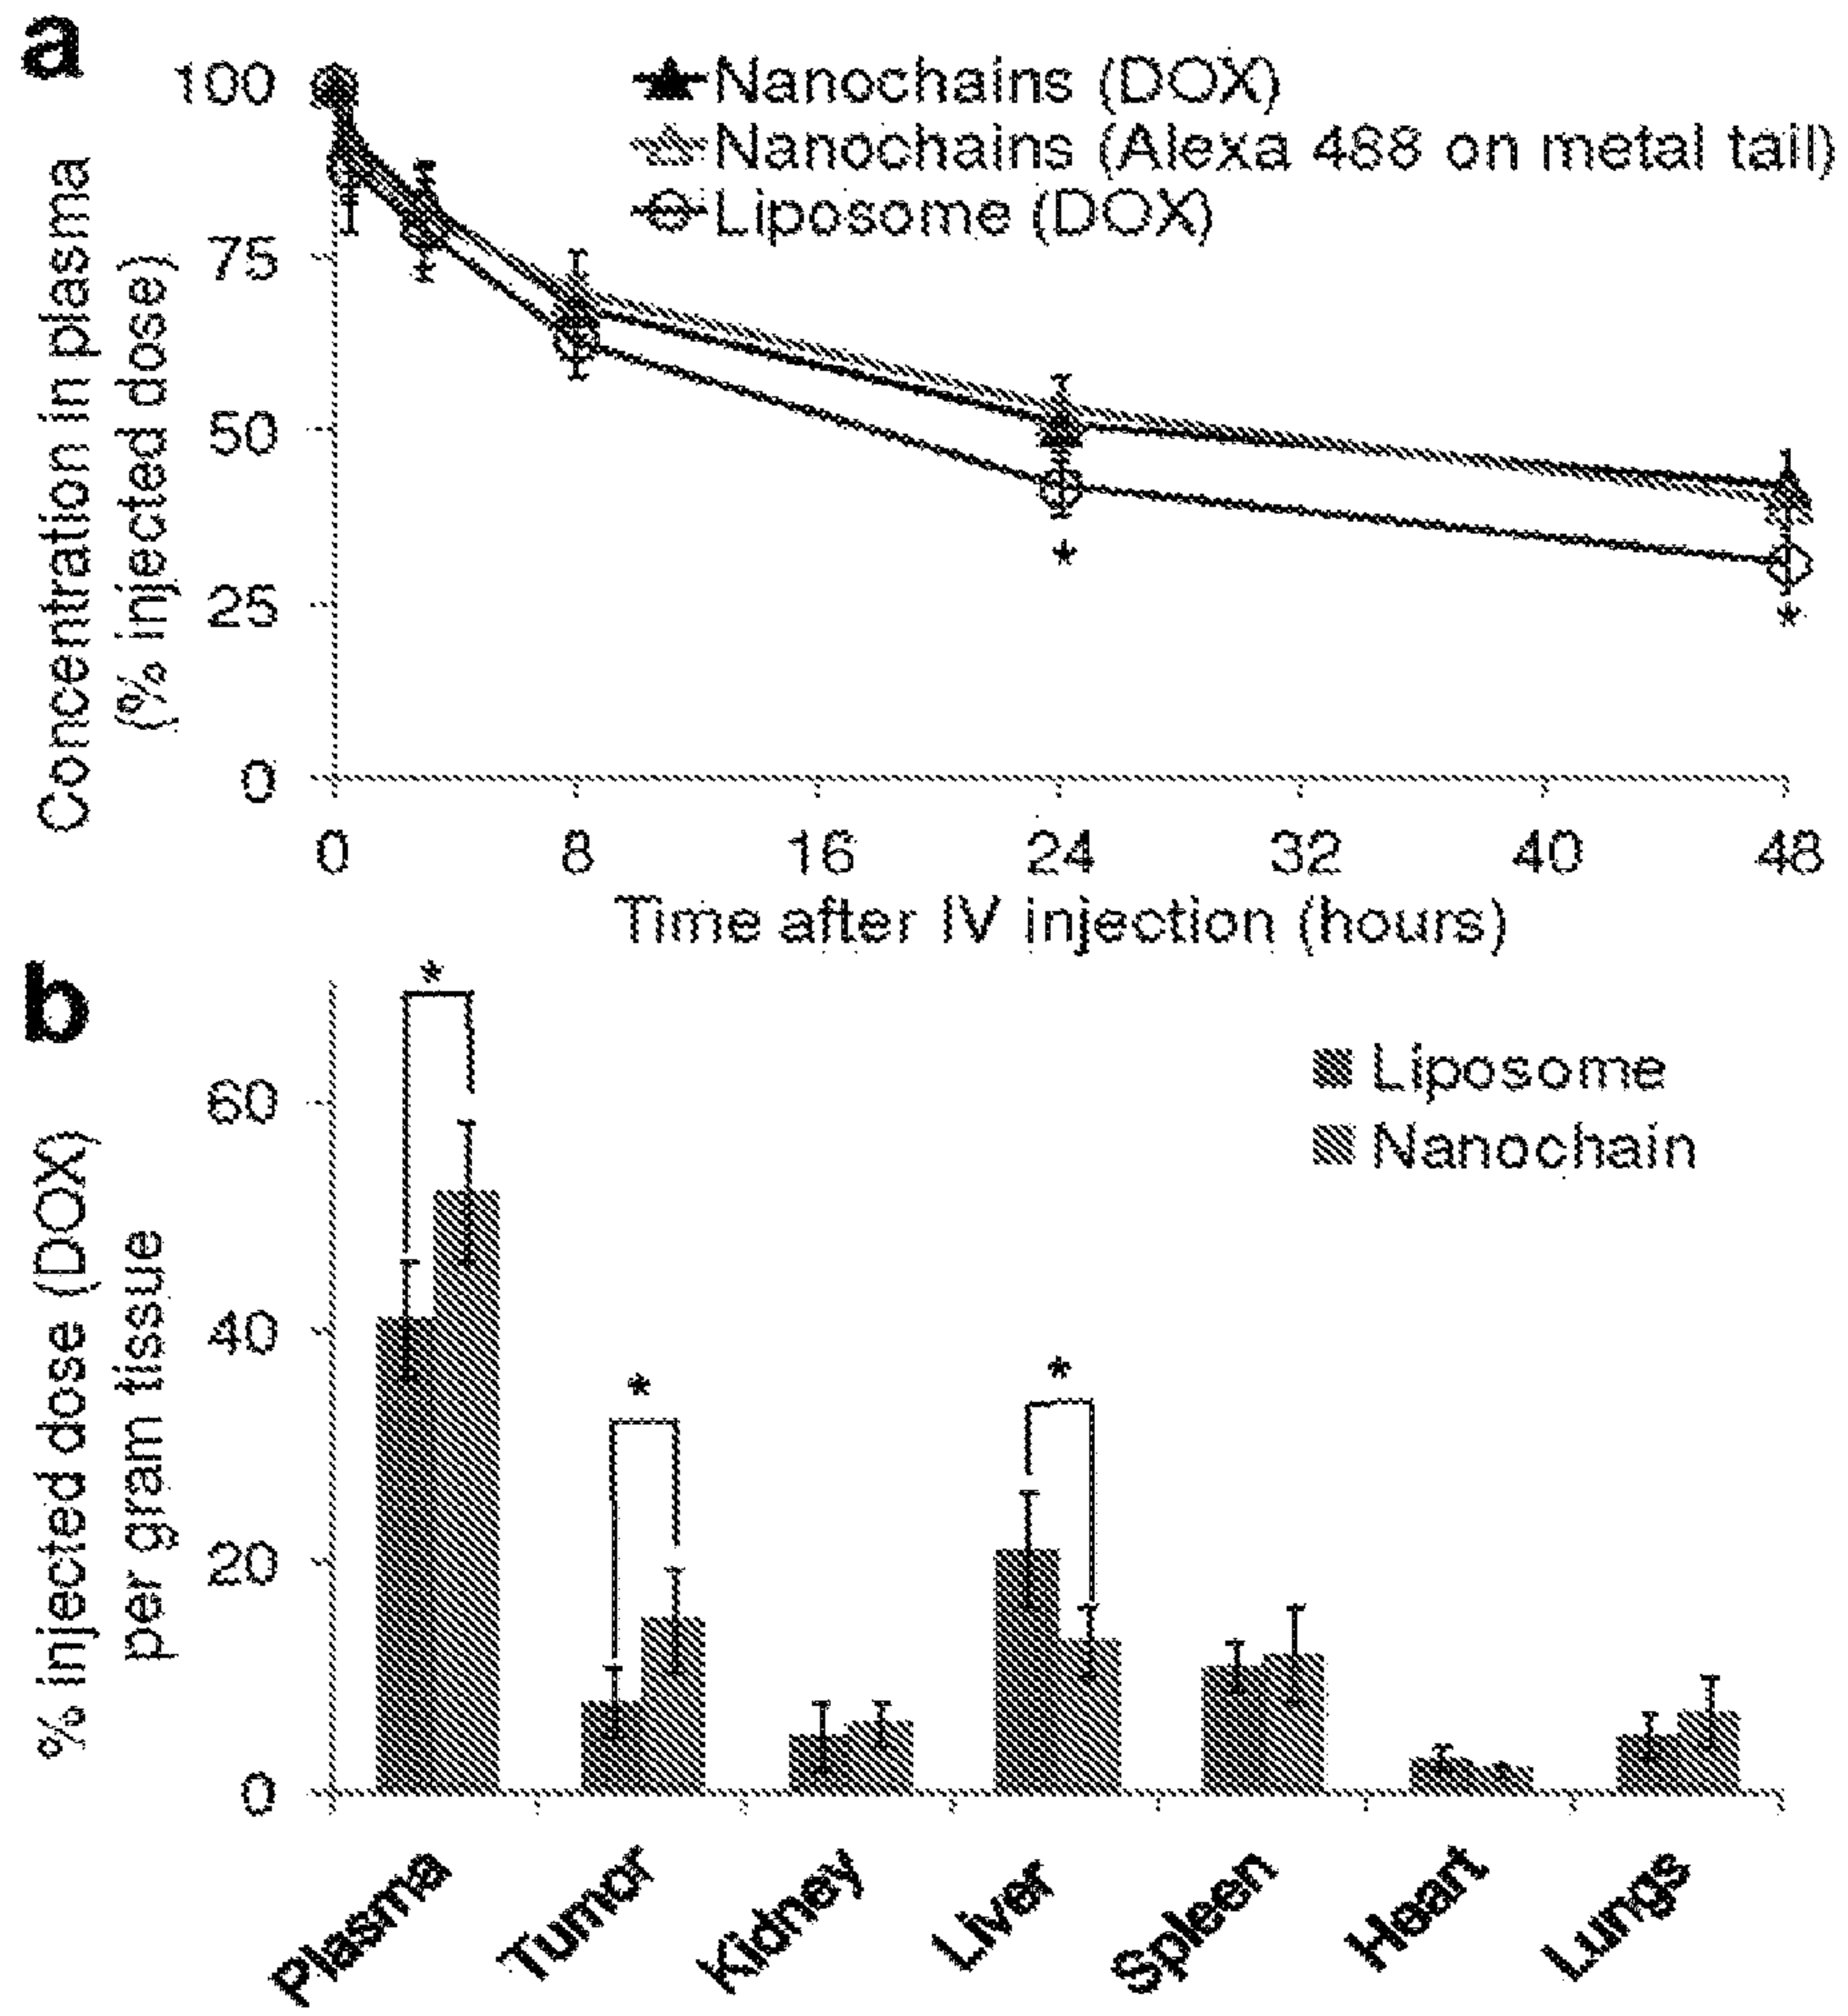 a
100
75
50
25
0
Concentration in plasma
(% injected dose)
Nanochains (DOX)
Nanochains (Alexa 488 on metal tail)
Liposome (DOX)
*
*
*
0 8 16 24 32 40 48
Time after IV injection (hours)
b
*
*
*
60
40
20
0
% injected dose (DOX)
per gram tissue
Liposome
Nanochain
Plasma Tumor Kidney Liver Spleen Heart Lungs